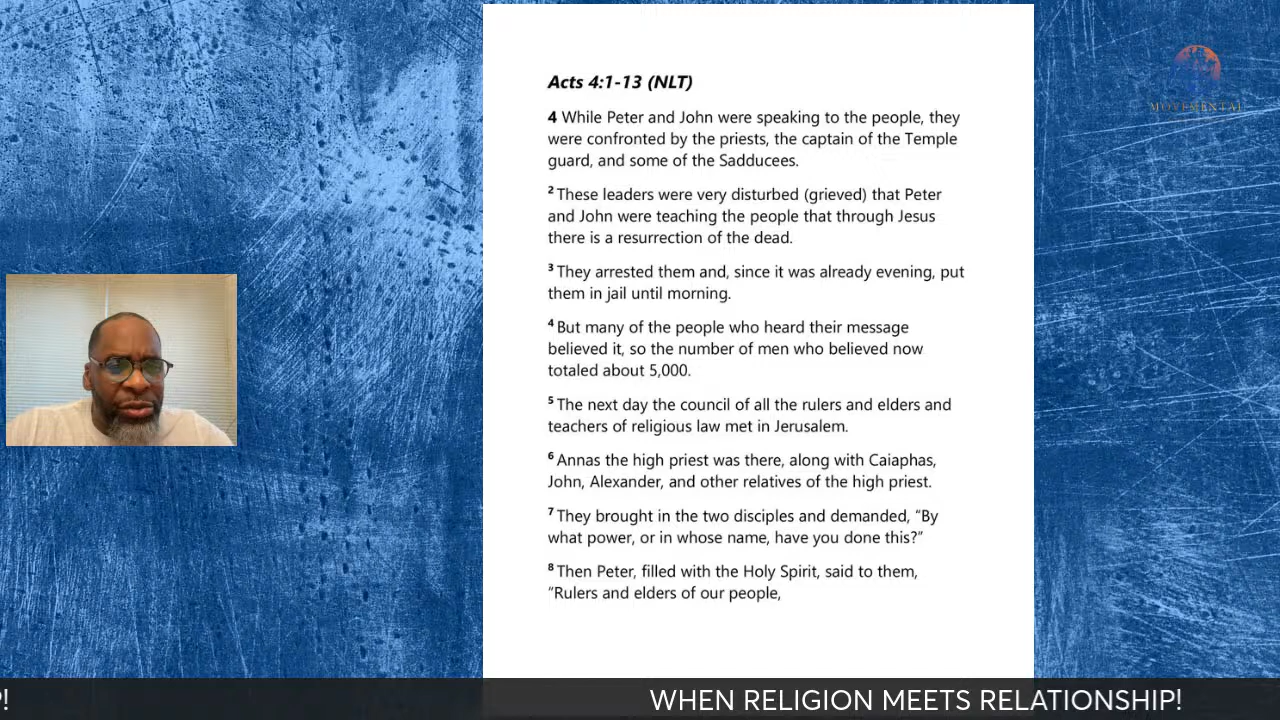 Acts 4:1-13 (NLT)
4 While Peter and John were speaking to the people, they
were confronted by the priests, the captain of the Temple
guard, and some of the Sadducees.
2 These leaders were very disturbed (grieved) that Peter
and John were teaching the people that through Jesus
there is a resurrection of the dead.
3 They arrested them and, since it was already evening, put
them in jail until morning.
4 But many of the people who heard their message
believed it, so the number of men who believed now
totaled about 5,000.
5 The next day the council of all the rulers and elders and
teachers of religious law met in Jerusalem.
6 Annas the high priest was there, along with Caiaphas,
John, Alexander, and other relatives of the high priest.
7 They brought in the two disciples and demanded, “By
what power, or in whose name, have you done this?”
8 Then Peter, filled with the Holy Spirit, said to them,
“Rulers and elders of our people,
MOVEMENTAL
P!
WHEN RELIGION MEETS RELATIONSHIP!